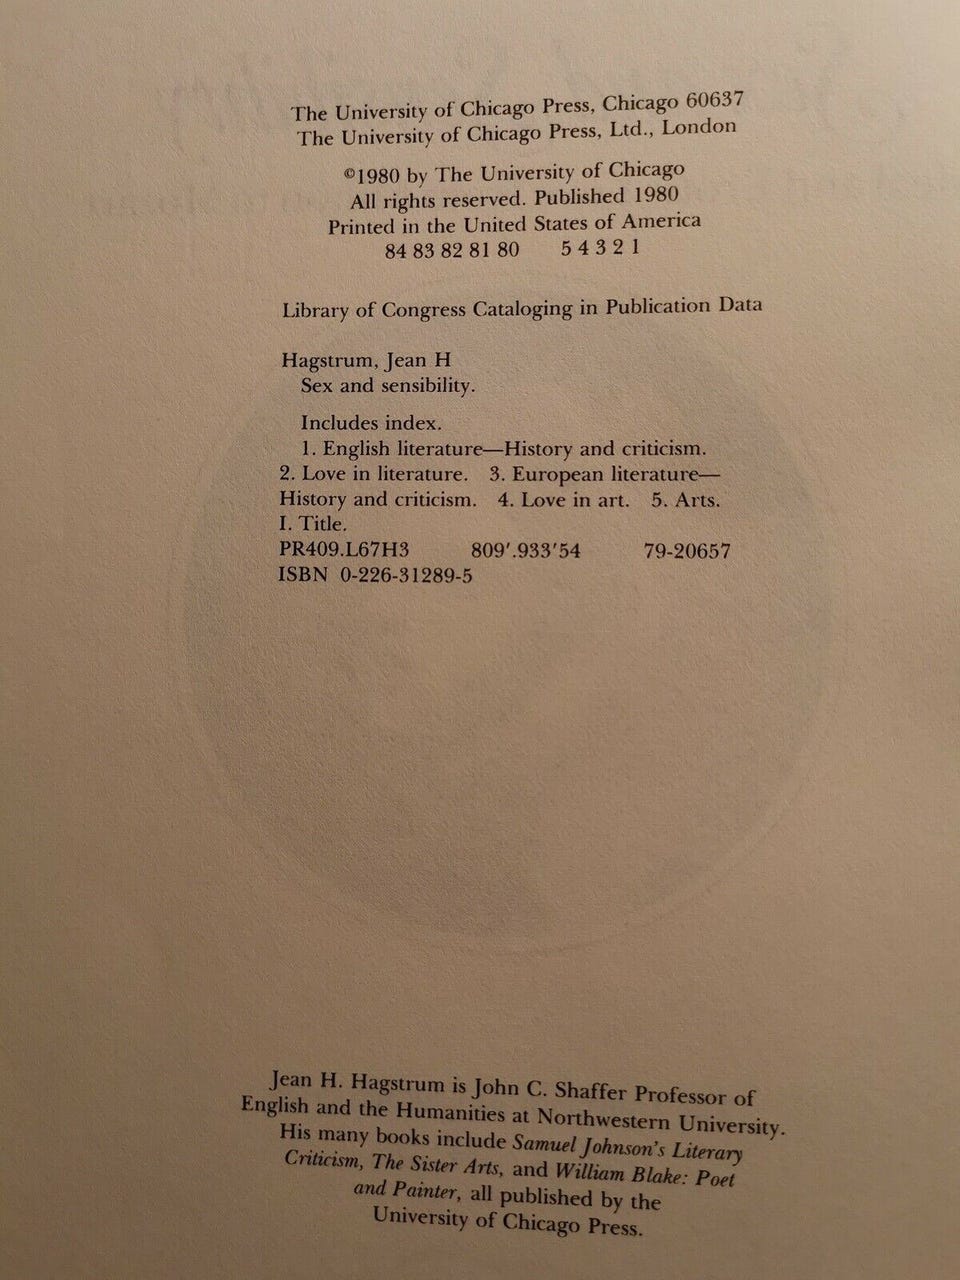 The University of Chicago Press, Chicago 60637
The University of Chicago Press, Ltd., London
©1980 by The University of Chicago
All rights reserved. Published 1980
Printed in the United States of America
84 83 82 81 80 5 4 3 2 1
Library of Congress Cataloging in Publication Data
Hagstrum, Jean H
Sex and sensibility.
Includes index.
1. English literature—History and criticism.
2. Love in literature. 3. European literature—
History and criticism. 4. Love in art. 5. Arts.
I. Title.
PR409.L67H3 809′.933′54 79-20657
ISBN 0-226-31289-5
Jean H. Hagstrum is John C. Shaffer Professor of
English and the Humanities at Northwestern University.
His many books include Samuel Johnson's Literary
Criticism, The Sister Arts, and William Blake: Poet
and Painter, all published by the
University of Chicago Press.